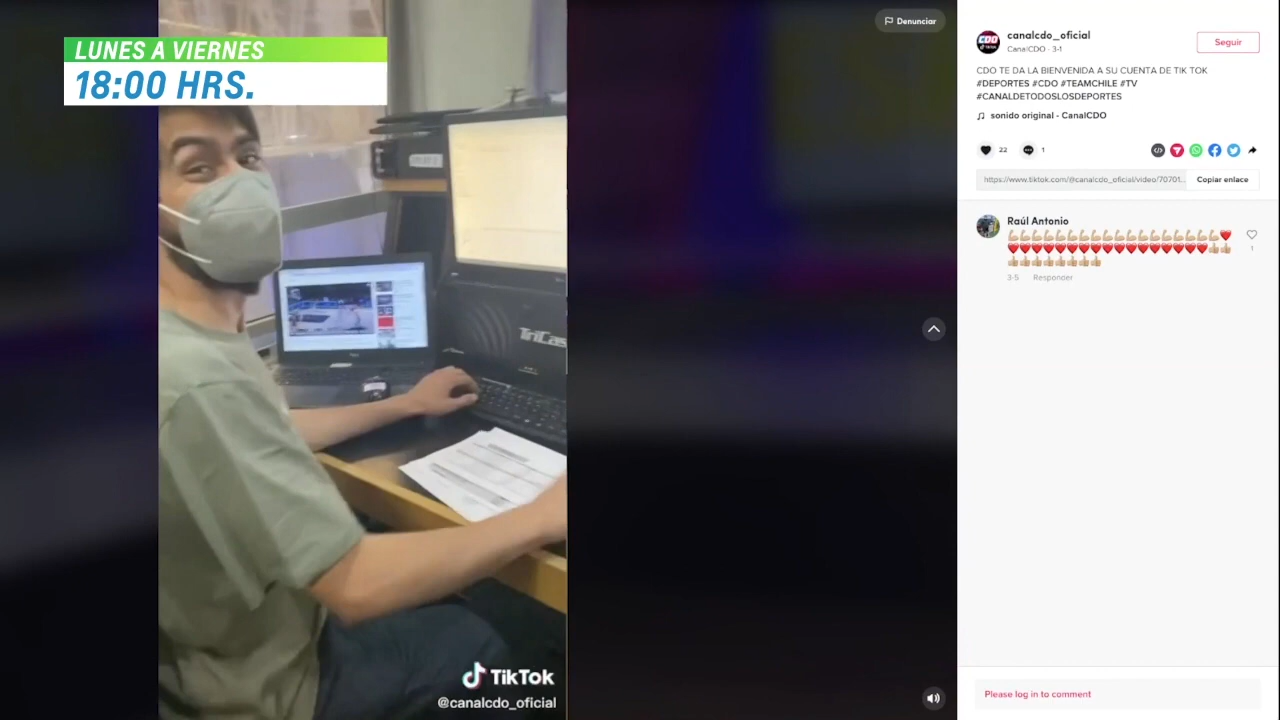 LUNES A VIERNES
18:00 HRS.
Denunciar
canalcdo_oficial
CanalCDO · 3-1
Seguir
CDO TE DA LA BIENVENIDA A SU CUENTA DE TIK TOK
#DEPORTES #CDO #TEAMCHILE #TV
#CANALDETODOSLOSDEPORTES
sonido original - CanalCDO
22
1
https://www.tiktok.com/@canalcdo_oficial/video/70701...
Copiar enlace
Raúl Antonio
💪🏼💪🏼💪🏼💪🏼💪🏼💪🏼💪🏼💪🏼💪🏼💪🏼💪🏼💪🏼💪🏼💪🏼💪🏼💪🏼💪🏼💪🏼❤️
❤️❤️❤️❤️❤️❤️❤️❤️❤️❤️❤️❤️❤️❤️❤️❤️❤️👍🏼👍🏼
👍🏼👍🏼👍🏼👍🏼👍🏼👍🏼👍🏼👍🏼
1
3-5 Responder
TriCas
TikTok
@canalcdo_oficial
Please log in to comment